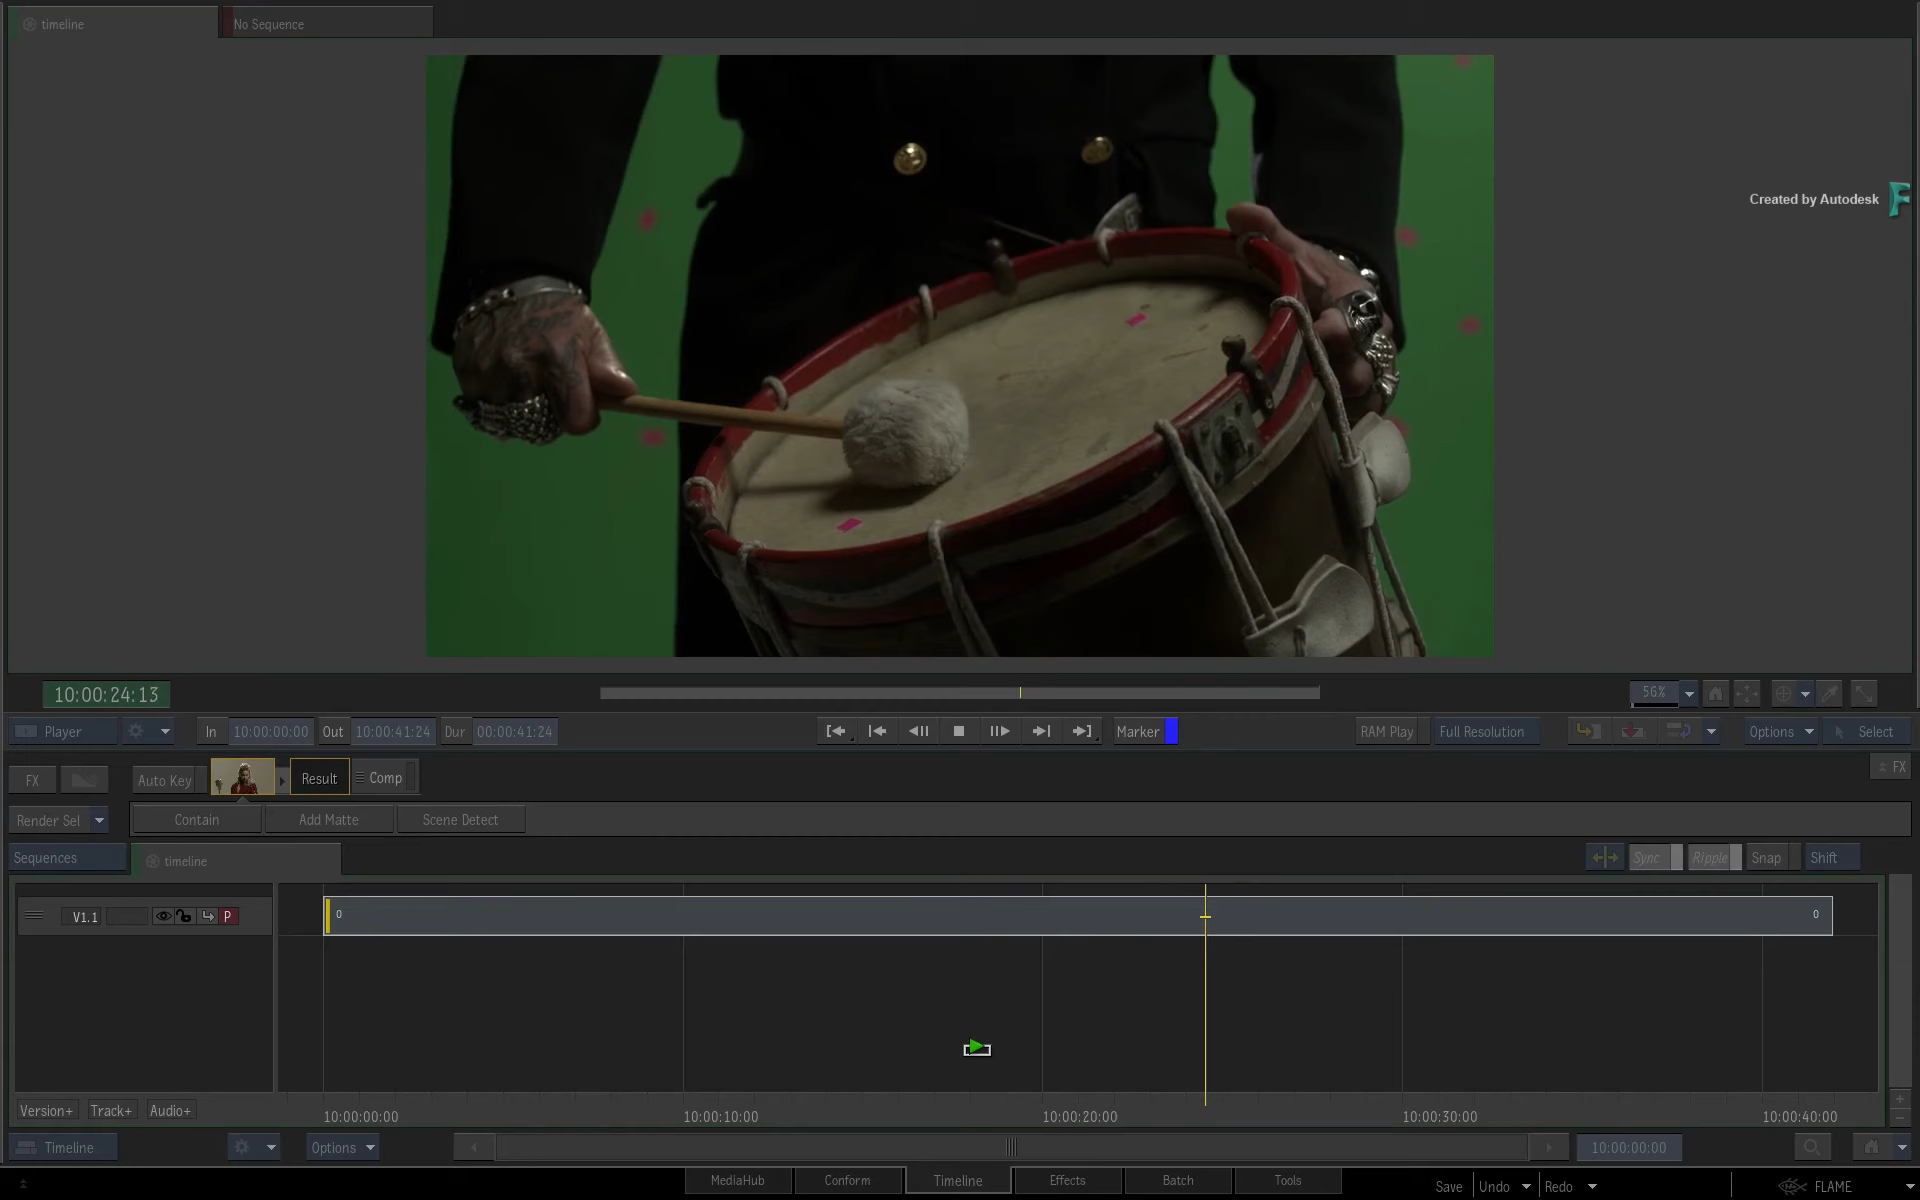 timeline
No Sequence
Created by Autodesk
10:00:24:13
56%
Player
In 10:00:00:00 Out 10:00:41:24 Dur 00:00:41:24
Marker
RAM Play
Full Resolution
Options
Select
FX
Auto Key
Result
Comp
FX
Render Sel
Contain
Add Matte
Scene Detect
Sequences
timeline
Sync
Ripple
Snap
Shift
V1.1
P
0
0
Version+
Track+
Audio+
10:00:00:00
10:00:10:00
10:00:20:00
10:00:30:00
10:00:40:00
Timeline
Options
10:00:00:00
MediaHub
Conform
Timeline
Effects
Batch
Tools
Save
Undo
Redo
FLAME